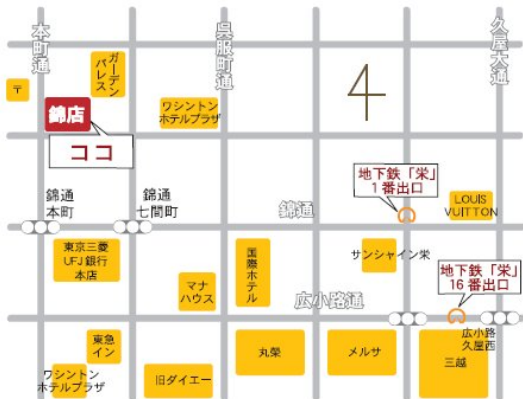 本町通
呉服町通
久屋大通
〒
ガーデン
パレス
ワシントン
ホテルプラザ
4
錦店
ココ
地下鉄「栄」
1番出口
LOUIS
VUITTON
錦通
本町
錦通
七間町
錦通
東京三菱
UFJ銀行
本店
マナ
ハウス
国際ホテル
サンシャイン栄
地下鉄「栄」
16番出口
広小路通
広小路
久屋西
東急
イン
ワシントン
ホテルプラザ
旧ダイエー
丸栄
メルサ
三越